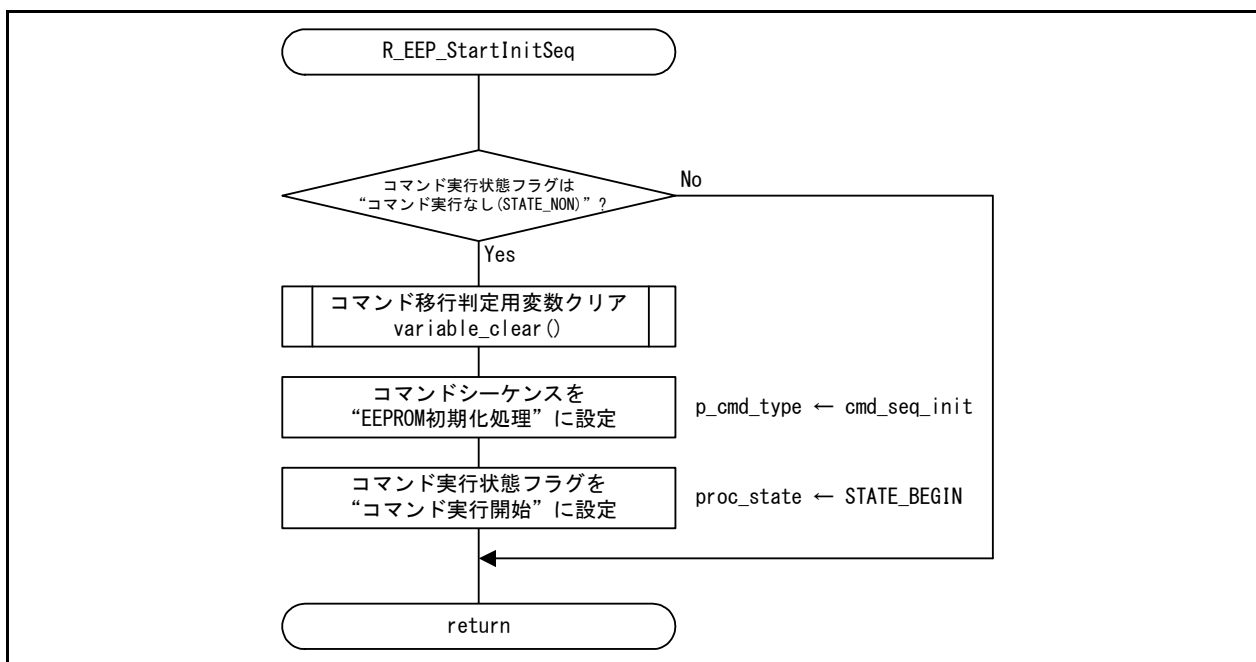 R_EEP_StartInitSeq
コマンド実行状態フラグは
“コマンド実行なし(STATE_NON)”?
No
Yes
コマンド移行判定用変数クリア
variable_clear()
コマンドシーケンスを
“EEPROM初期化処理”に設定
p_cmd_type ← cmd_seq_init
コマンド実行状態フラグを
“コマンド実行開始”に設定
proc_state ← STATE_BEGIN
return